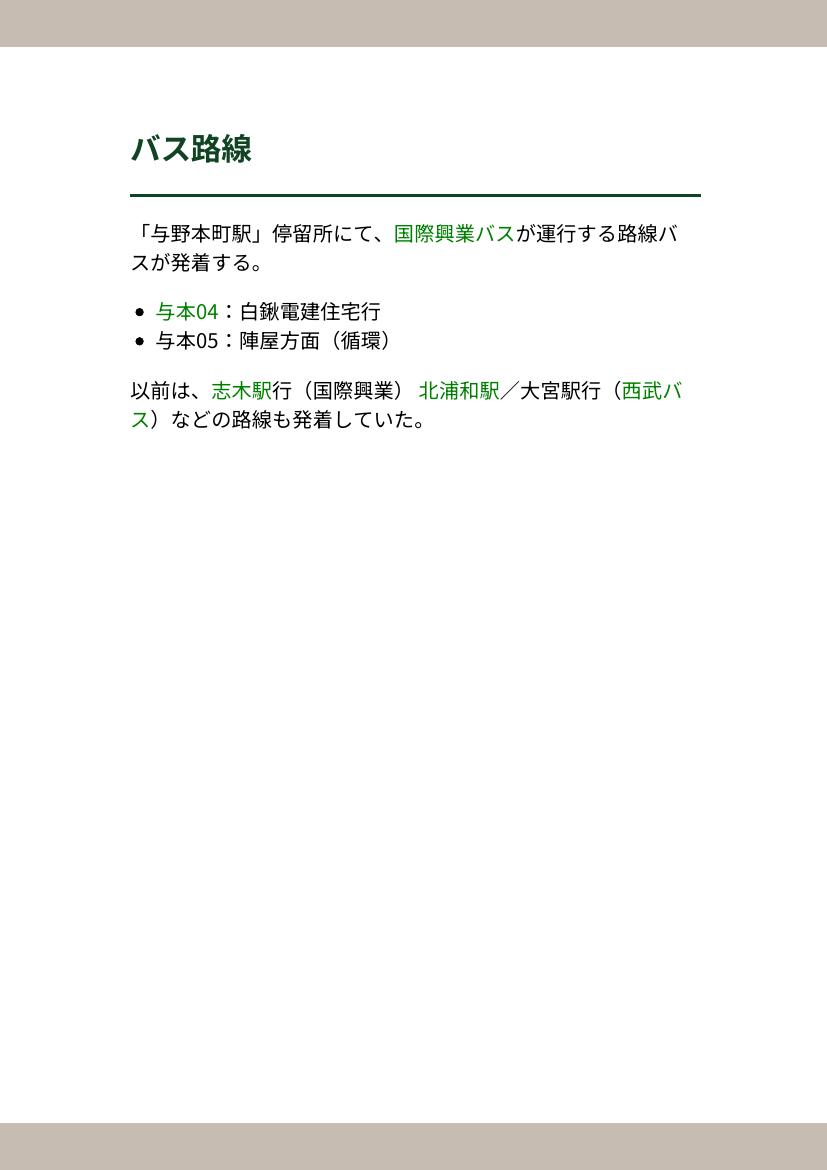 バス路線
「与野本町駅」停留所にて、国際興業バスが運行する路線バ
スが発着する。
● 与本04：白鍬電建住宅行
● 与本05：陣屋方面（循環）
以前は、志木駅行（国際興業） 北浦和駅／大宮駅行（西武バ
ス）などの路線も発着していた。